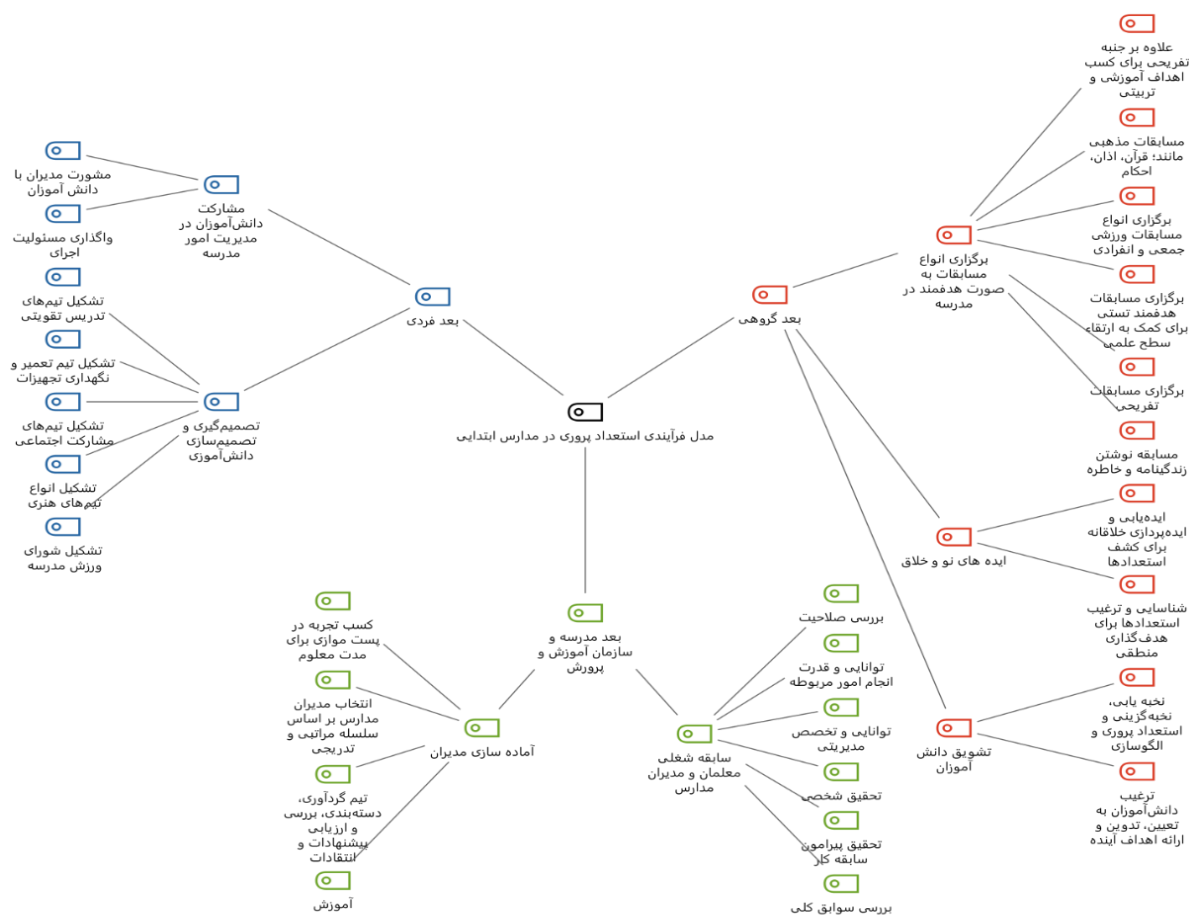 علاوه بر جنبه
تفریحی برای کسب
اهداف آموزشی و
تربیتی
مسابقات مذهبی
مانند؛ قرآن، اذان،
احکام
برگزاری انواع
مسابقات ورزشی
جمعی و انفرادی
برگزاری مسابقات
هدفمند تستی
برای کمک به ارتقاء
سطح علمی
برگزاری مسابقات
تفریحی
مسابقه نوشتن
زندگینامه و خاطره
برگزاری انواع
مسابقات به
صورت هدفمند در
مدرسه
ایده‌یابی و
ایده‌پردازی خلاقانه
برای کشف
استعدادها
شناسایی و ترغیب
استعدادها برای
هدف‌گذاری
منطقی
ایده های نو و خلاق
نخبه یابی،
نخبه‌گزینی و
استعداد پروری و
الگوسازی
ترغیب
دانش‌آموزان به
تعیین، تدوین و
ارائه اهداف آینده
تشویق دانش
آموزان
بعد گروهی
مدل فرآیندی استعداد پروری در مدارس ابتدایی
بعد فردی
مشارکت
دانش‌آموزان در
مدیریت امور
مدرسه
مشورت مدیران با
دانش آموزان
واگذاری مسئولیت
اجرای
تصمیم‌گیری و
تصمیم‌سازی
دانش‌آموزی
تشکیل تیم‌های
تدریس تقویتی
تشکیل تیم تعمیر و
نگهداری تجهیزات
تشکیل تیم‌های
مشارکت اجتماعی
تشکیل انواع
تیم‌های هنری
تشکیل شورای
ورزش مدرسه
بعد مدرسه و
سازمان آموزش و
پرورش
سابقه شغلی
معلمان و مدیران
مدارس
بررسی صلاحیت
توانایی و قدرت
انجام امور مربوطه
توانایی و تخصص
مدیریتی
تحقیق شخصی
تحقیق پیرامون
سابقه کار
بررسی سوابق کلی
آماده سازی مدیران
کسب تجربه در
پست موازی برای
مدت معلوم
انتخاب مدیران
مدارس بر اساس
سلسله مراتبی و
تدریجی
تیم گردآوری،
دسته‌بندی، بررسی
و ارزیابی
پیشنهادات و
انتقادات
آموزش